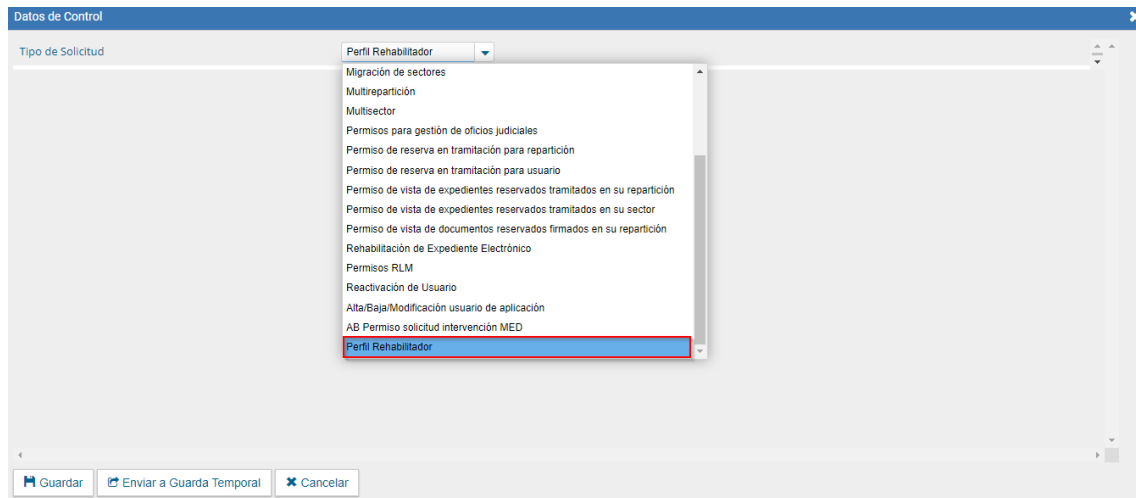 Datos de Control
Tipo de Solicitud
Perfil Rehabilitador
Migración de sectores
Multirepartición
Multisector
Permisos para gestión de oficios judiciales
Permiso de reserva en tramitación para repartición
Permiso de reserva en tramitación para usuario
Permiso de vista de expedientes reservados tramitados en su repartición
Permiso de vista de expedientes reservados tramitados en su sector
Permiso de vista de documentos reservados firmados en su repartición
Rehabilitación de Expediente Electrónico
Permisos RLM
Reactivación de Usuario
Alta/Baja/Modificación usuario de aplicación
AB Permiso solicitud intervención MED
Perfil Rehabilitador
Guardar
Enviar a Guarda Temporal
Cancelar